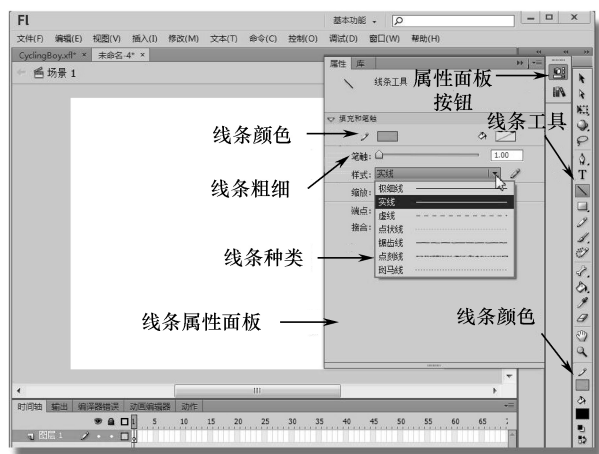 Fl
基本功能
文件(F) 编辑(E) 视图(V) 插入(I) 修改(M) 文本(T) 命令(C) 控制(O) 调试(D) 窗口(W) 帮助(H)
CyclingBoy.xfl* × 未命名-4* ×
场景 1
属性 库
线条工具
属性面板
按钮
填充和笔触
线条工具
线条颜色
笔触: 1.00
线条粗细
样式: 实线
缩放: 极细线
实线
端点: 虚线
接合: 点状线
锯齿线
线条种类
点刻线
斑马线
线条属性面板
线条颜色
时间轴 输出 编译器错误 动画编辑器 动作
1 5 10 15 20 25 30 35 40 45 50 55 60 65
图层 1